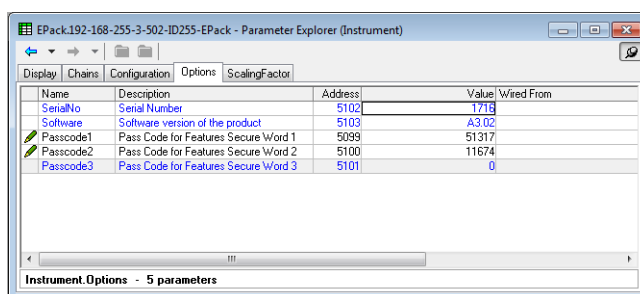 EPack.192-168-255-3-502-ID255-EPack - Parameter Explorer (Instrument)
Display Chains Configuration Options ScalingFactor
Name Description Address Value Wired From
SerialNo Serial Number 5102 1716
Software Software version of the product 5103 A3.02
Passcode1 Pass Code for Features Secure Word 1 5099 51317
Passcode2 Pass Code for Features Secure Word 2 5100 11674
Passcode3 Pass Code for Features Secure Word 3 5101 0
Instrument.Options - 5 parameters